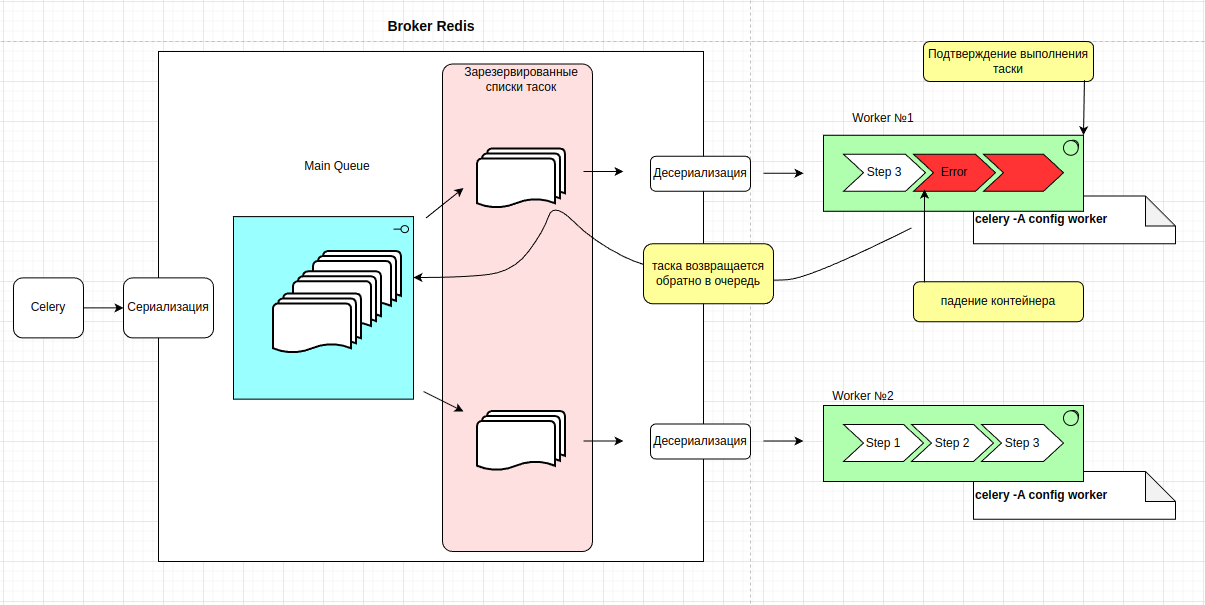 Broker Redis
Зарезервированные
списки тасок
Подтверждение выполнения
таски
Worker №1
Main Queue
Десериализация
Step 3
Error
celery -A config worker
таска возвращается
обратно в очередь
падение контейнера
Celery
Сериализация
Worker №2
Десериализация
Step 1
Step 2
Step 3
celery -A config worker